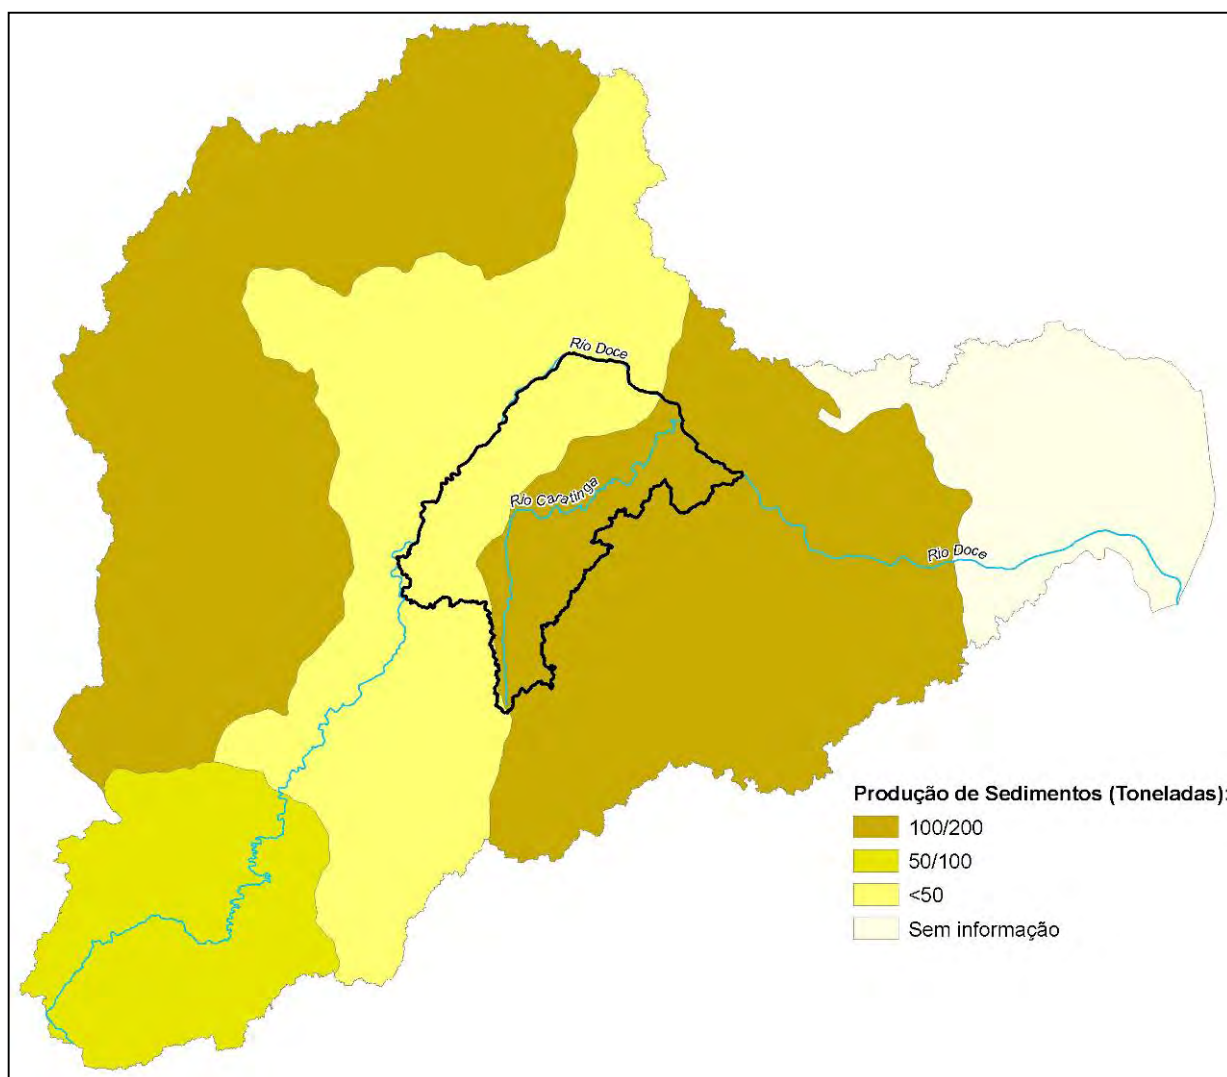 Rio Doce
Rio Caratinga
Rio Doce
Produção de Sedimentos (Toneladas):
100/200
50/100
<50
Sem informação